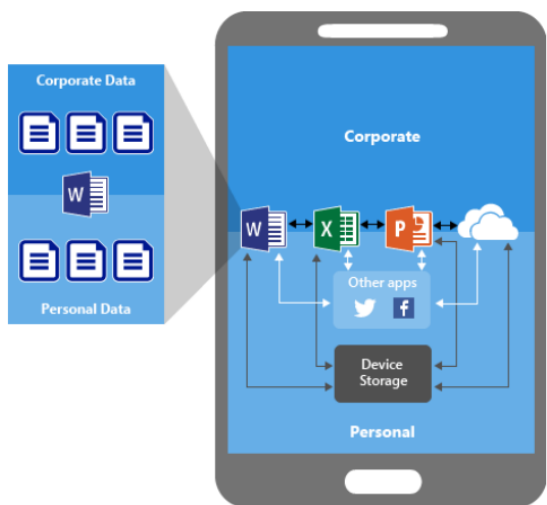 Corporate Data
W
Personal Data
Corporate
W
X
P
Other apps
f
Device
Storage
Personal